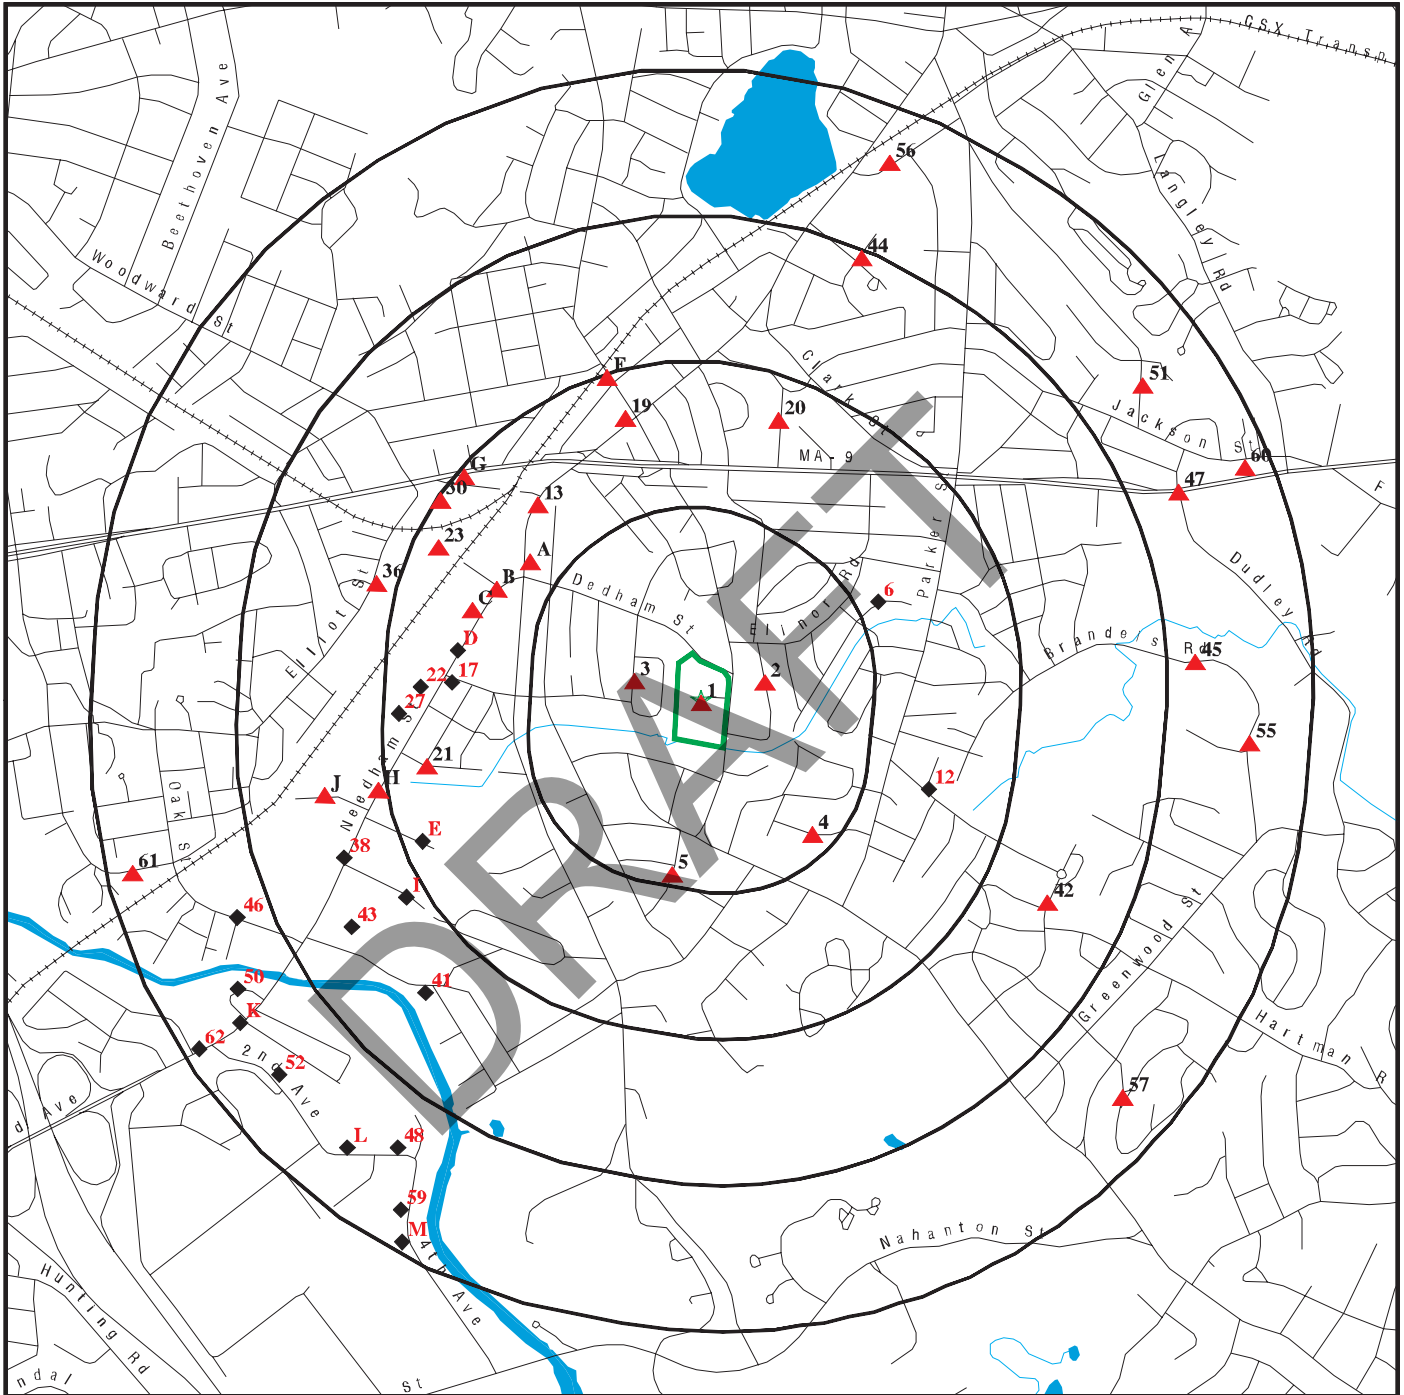 CSX Transp
Glen A
Beethoven Ave
56
Langley Rd
44
Woodward St
Clark St
F
51
19
20
Jackson St
MA-9
60
G
47
30
13
F
23
Parker S
A
Dudley Rd
36
B
Dedham St
Elliot St
C
6
Elinor Rd
D
Brandeis Rd
45
22
17
3
2
1
27
55
Needham S
21
J
H
12
Oak St
E
4
38
61
5
I
42
46
43
Greenwood St
50
41
K
Hartman R
62
2nd Ave
52
57
d Ave
L
48
59
M
Nahanton St
4th Ave
Hunting Rd
ndal
St
DRAFT